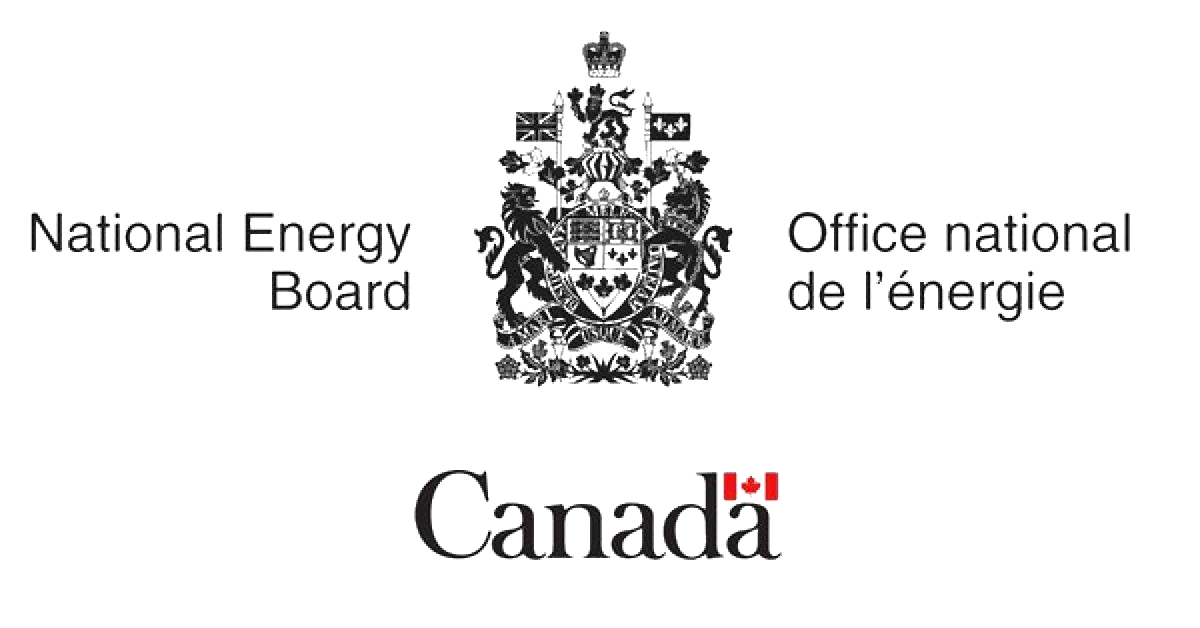 National Energy
Board
Office national
de l'énergie
Canada